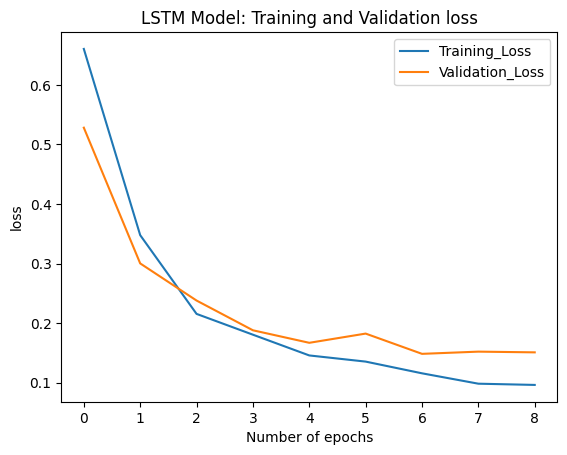 LSTM Model: Training and Validation loss
Training_Loss
Validation_Loss
0.6
0.5
0.4
0.3
0.2
0.1
loss
0 1 2 3 4 5 6 7 8
Number of epochs